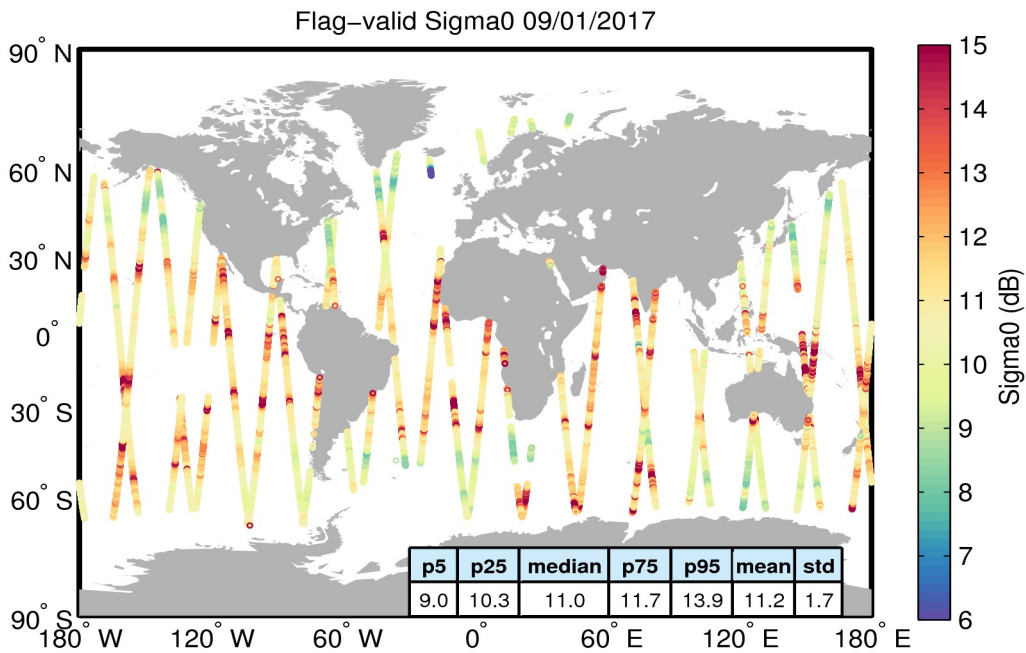 Flag−valid Sigma0 09/01/2017
90° N
60° N
30° N
0°
30° S
60° S
90° S
180° W
120° W
60° W
0°
60° E
120° E
180° E
p5 p25 median p75 p95 mean std
9.0 10.3 11.0 11.7 13.9 11.2 1.7
15
14
13
12
11
10
9
8
7
6
Sigma0 (dB)